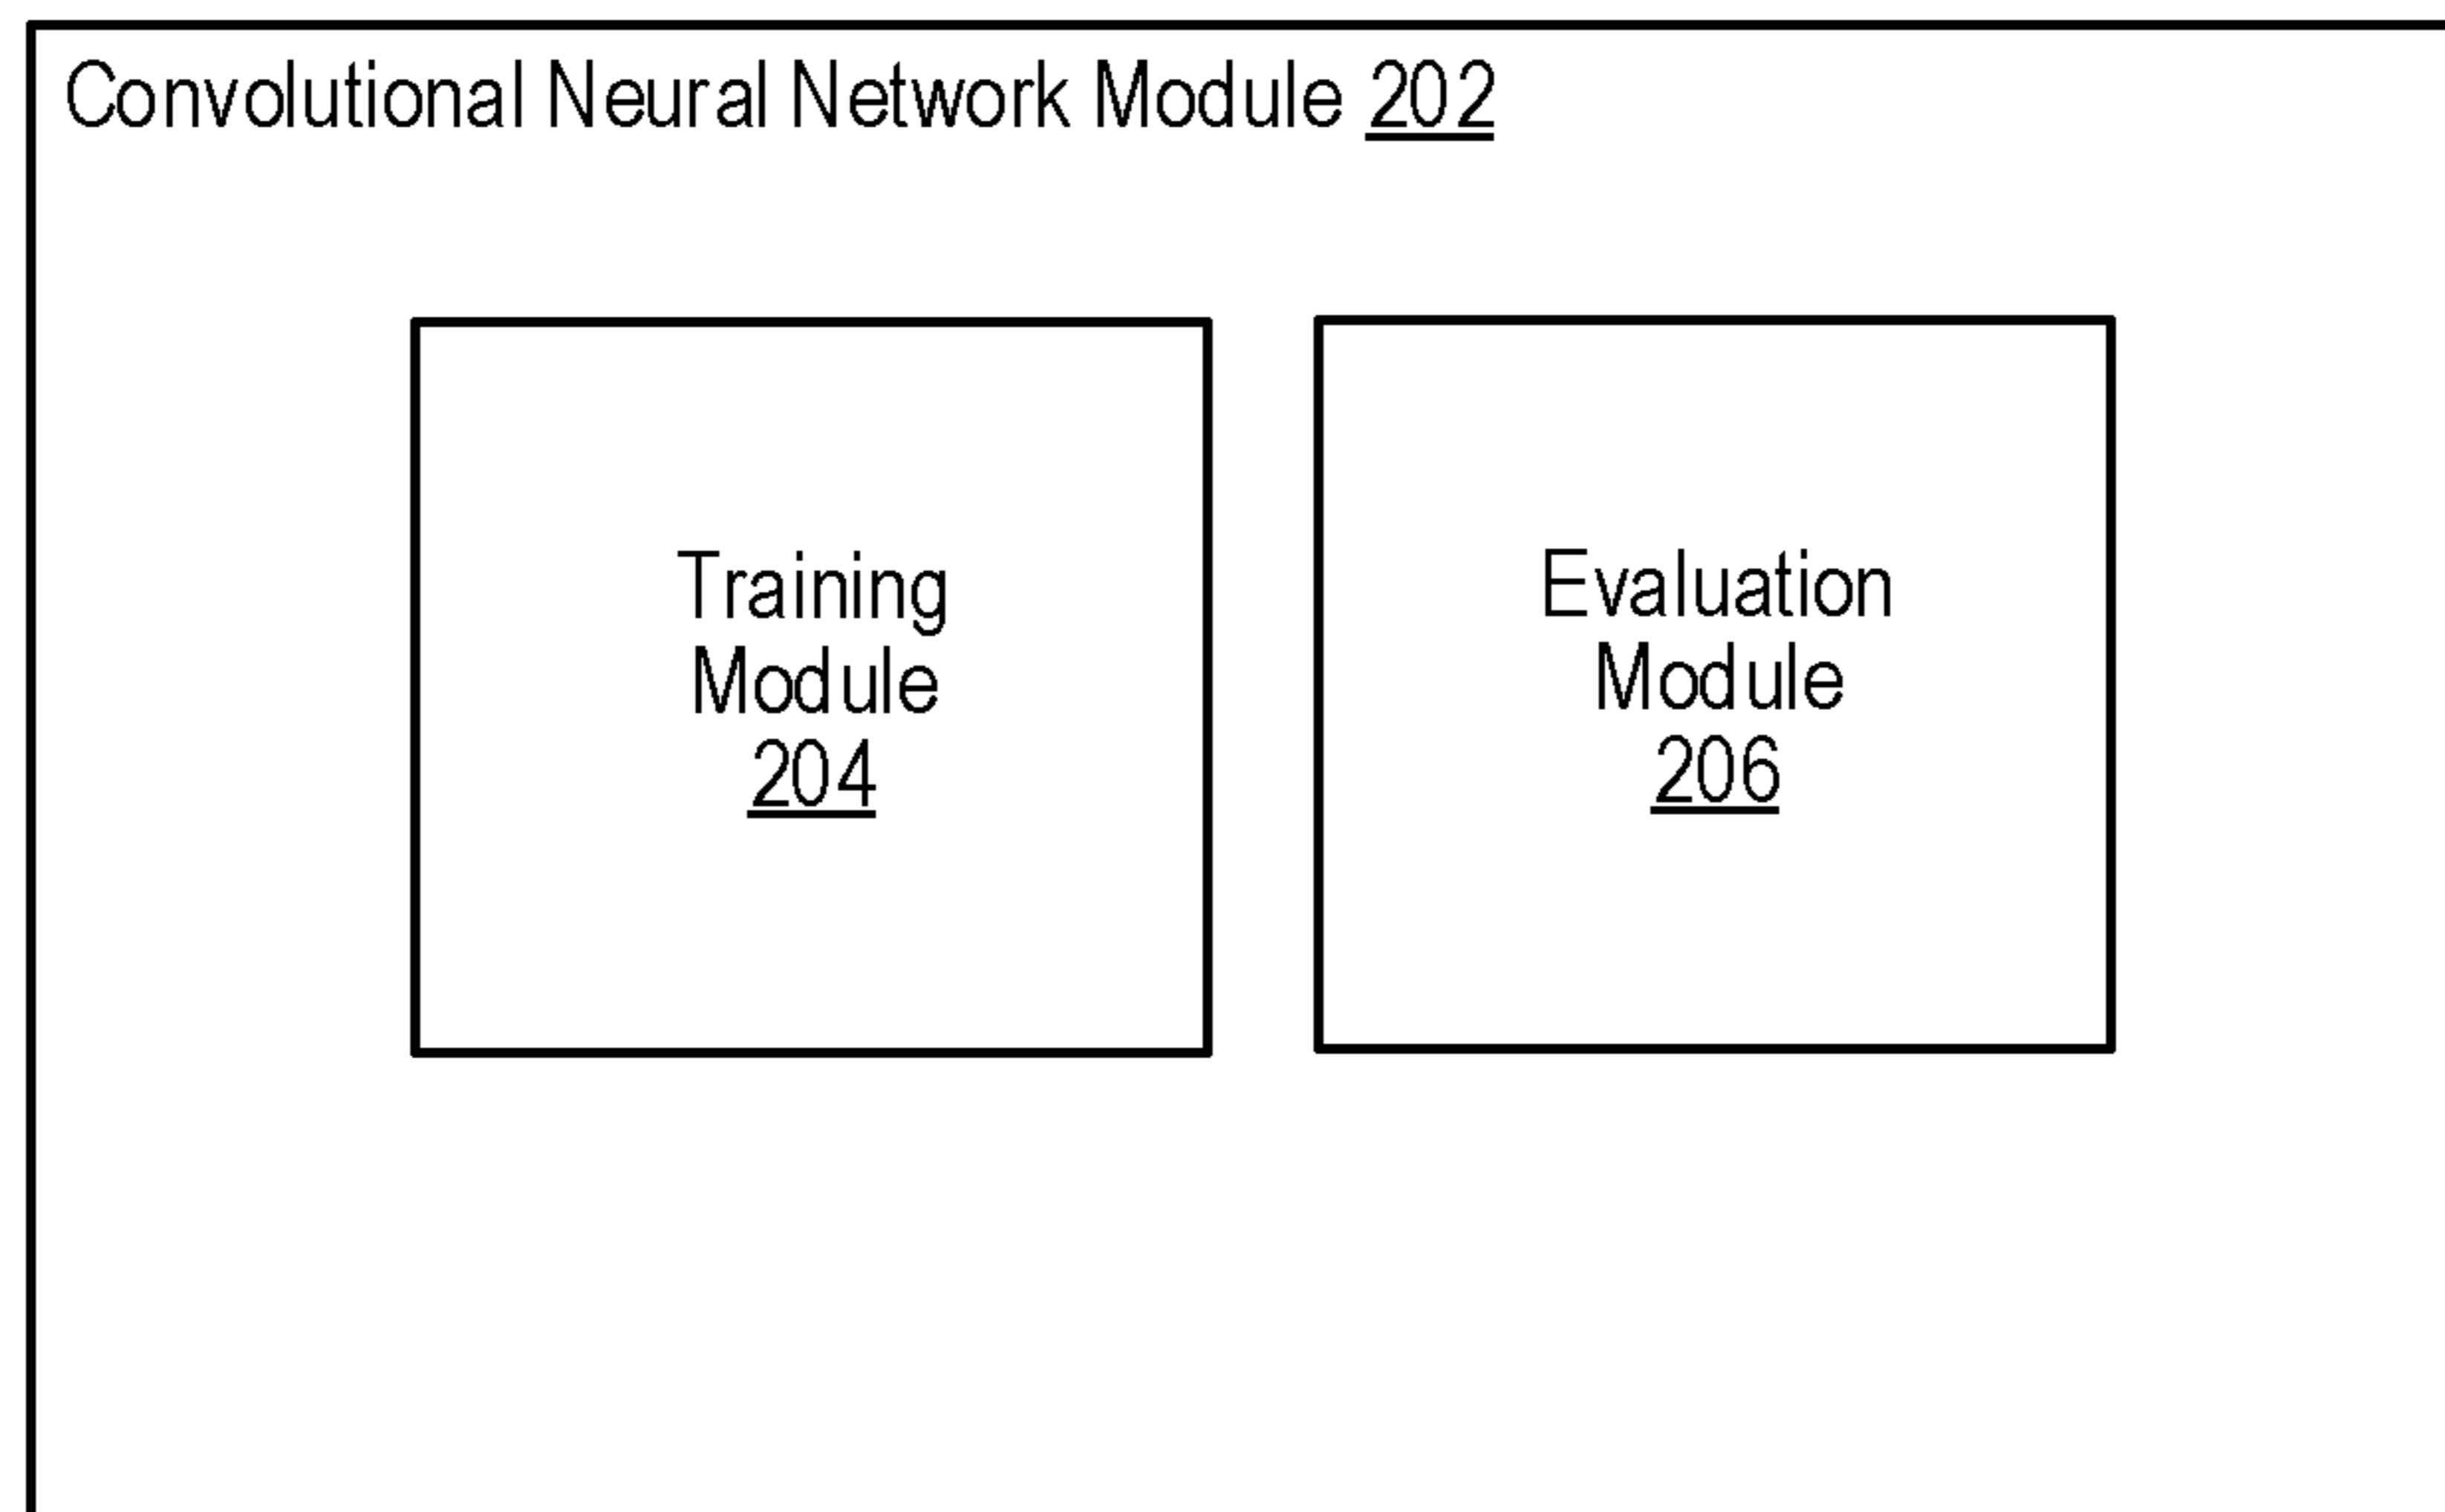 Convolutional Neural Network Module 202
Training
Module
204
Evaluation
Module
206